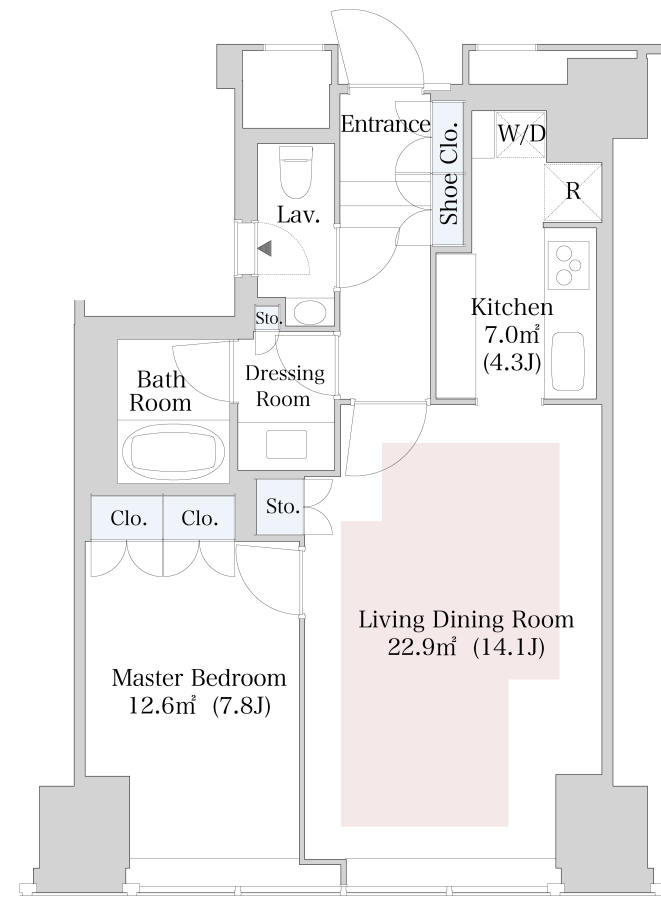 Entrance
W/D
Shoe Clo.
R
Lav.
Kitchen
7.0㎡
(4.3J)
Sto.
Dressing
Room
Bath
Room
Sto.
Clo.
Clo.
Living Dining Room
22.9㎡ (14.1J)
Master Bedroom
12.6㎡ (7.8J)